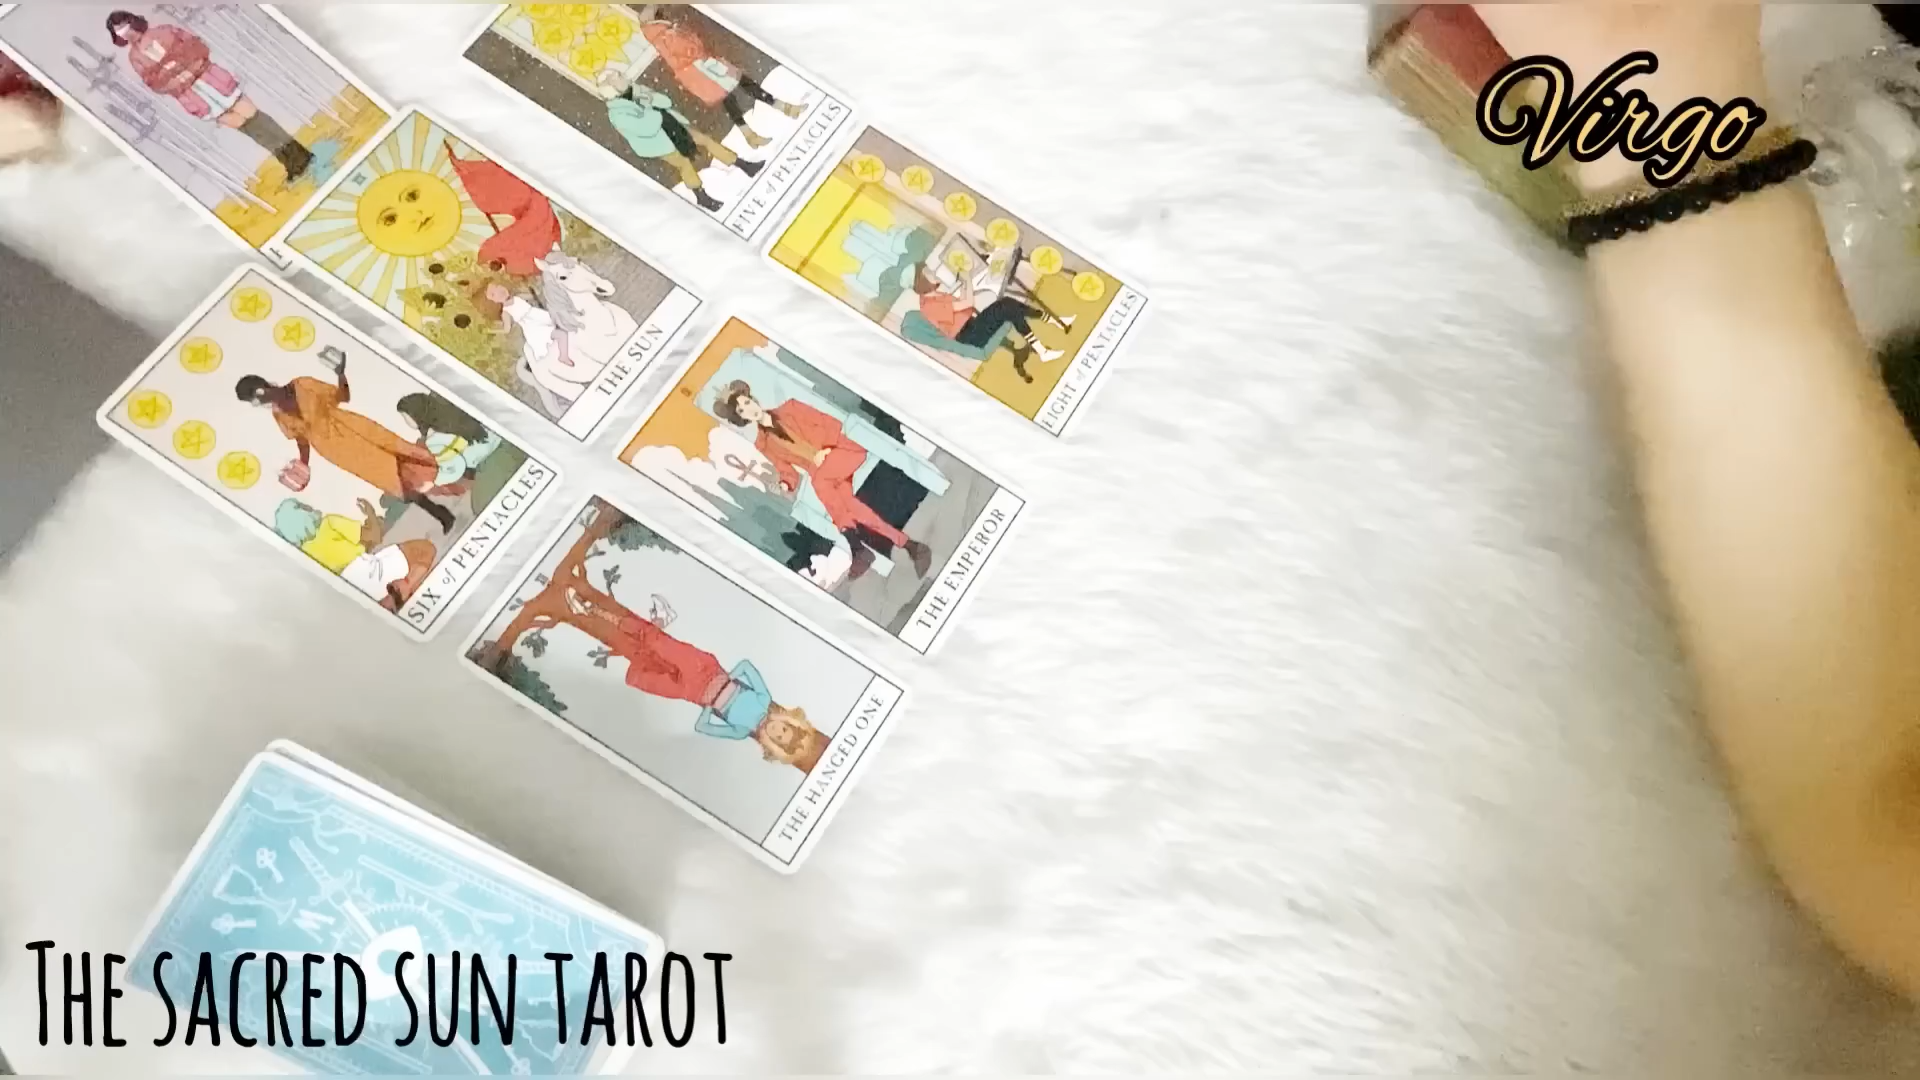 Virgo
FIVE of PENTACLES
EIGHT of PENTACLES
THE SUN
SIX of PENTACLES
THE EMPEROR
THE HANGED ONE
THE SACRED SUN TAROT